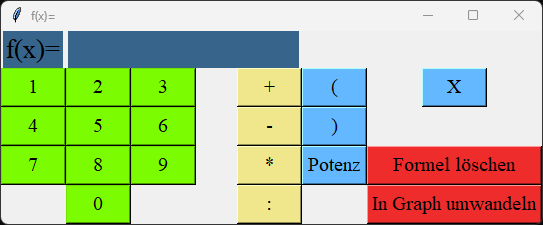 f(x)=
f(x)=
1 2 3 + ( X
4 5 6 - )
7 8 9 * Potenz Formel löschen
0 : In Graph umwandeln